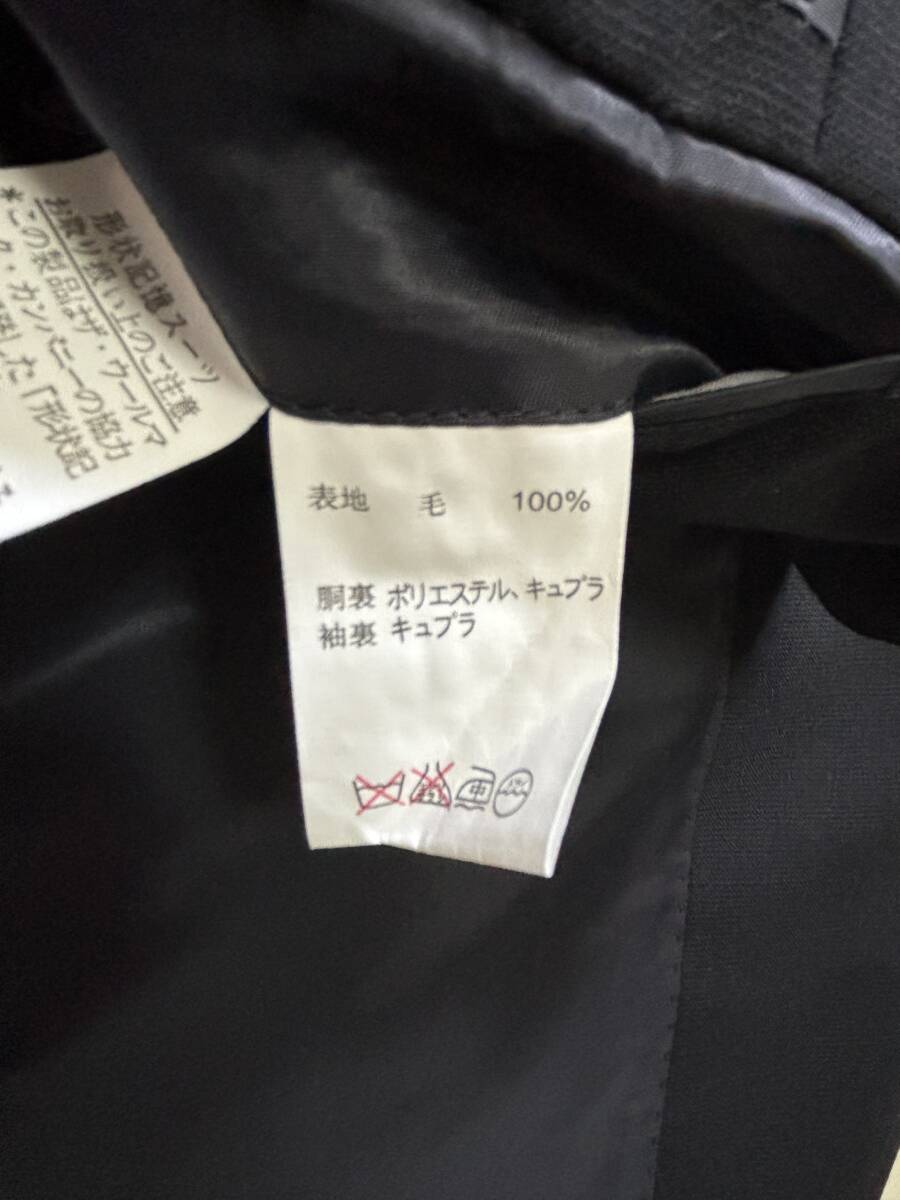 形状記憶スーツ
お取り扱い上のご注意
*この製品はザ・ウールマ
ク・カンパニーの協力
した「形状記
表地 毛 100%
胴裏 ポリエステル、キュプラ
袖裏 キュプラ
中